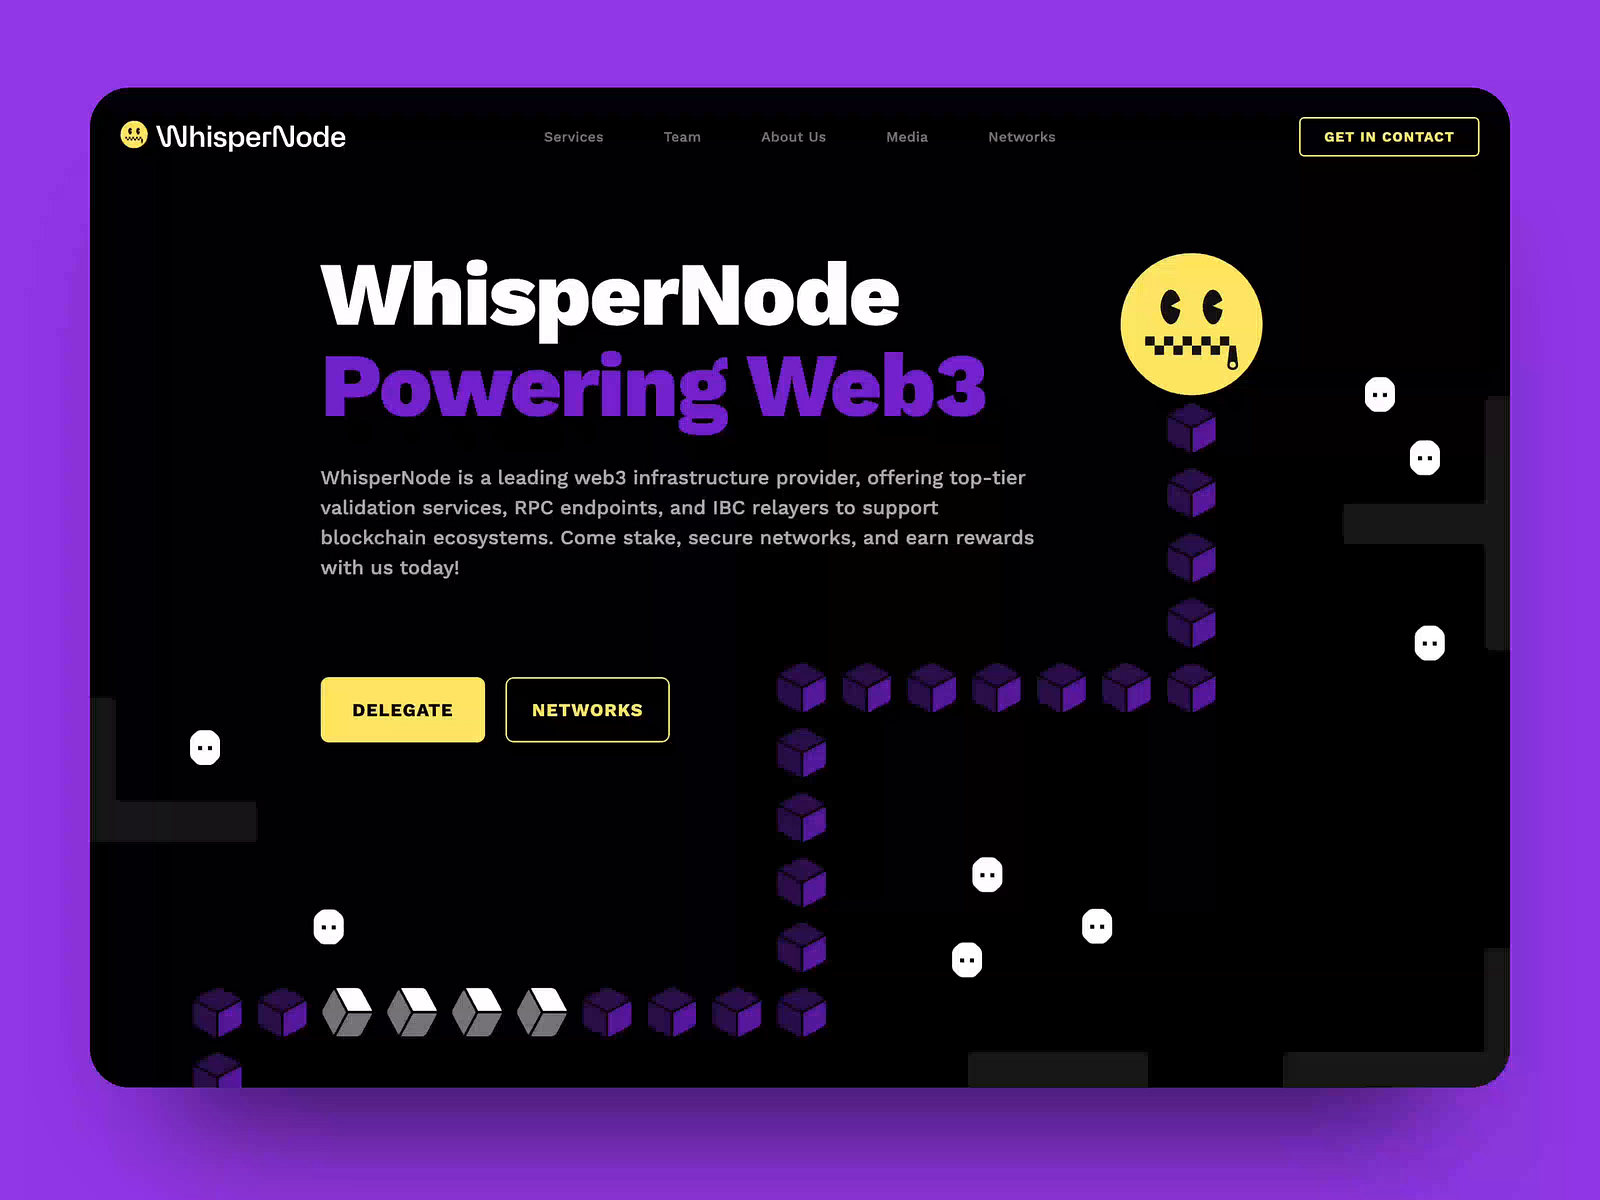 WhisperNode
Services
Team
About Us
Media
Networks
GET IN CONTACT
WhisperNode
Powering Web3
WhisperNode is a leading web3 infrastructure provider, offering top-tier
validation services, RPC endpoints, and IBC relayers to support
blockchain ecosystems. Come stake, secure networks, and earn rewards
with us today!
DELEGATE
NETWORKS